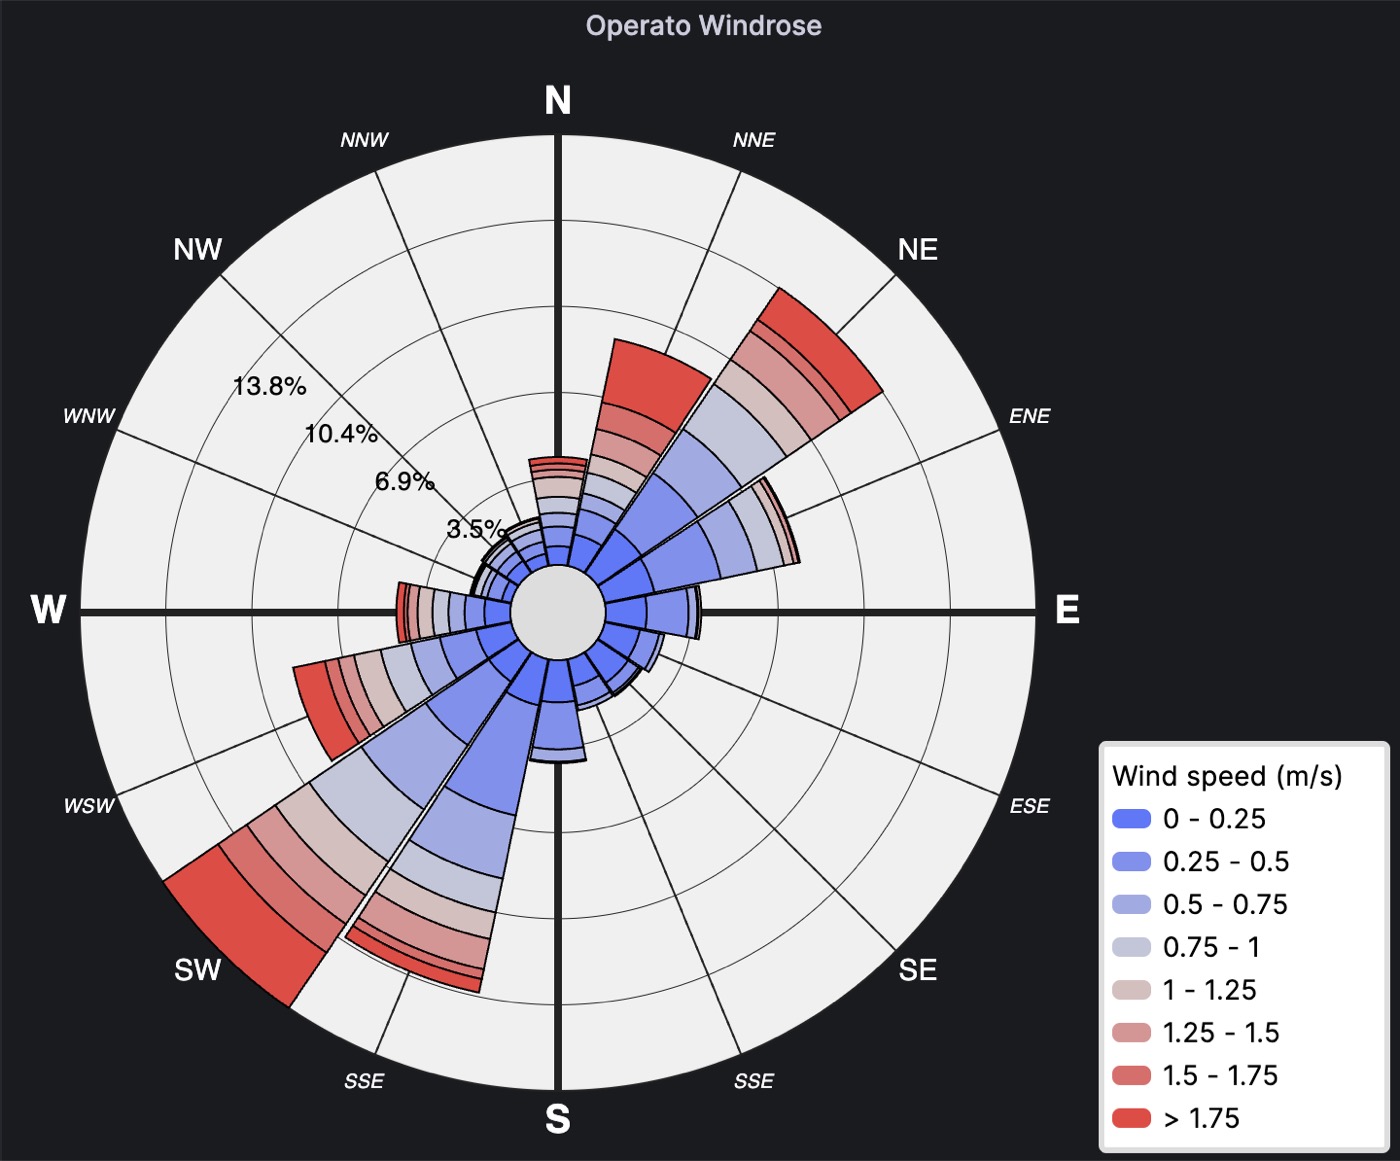 Operato Windrose
N
NNW
NNE
NW
NE
13.8%
WNW
ENE
10.4%
6.9%
3.5%
W
E
WSW
ESE
SW
SE
SSE
SSE
S
Wind speed (m/s)
0 - 0.25
0.25 - 0.5
0.5 - 0.75
0.75 - 1
1 - 1.25
1.25 - 1.5
1.5 - 1.75
> 1.75